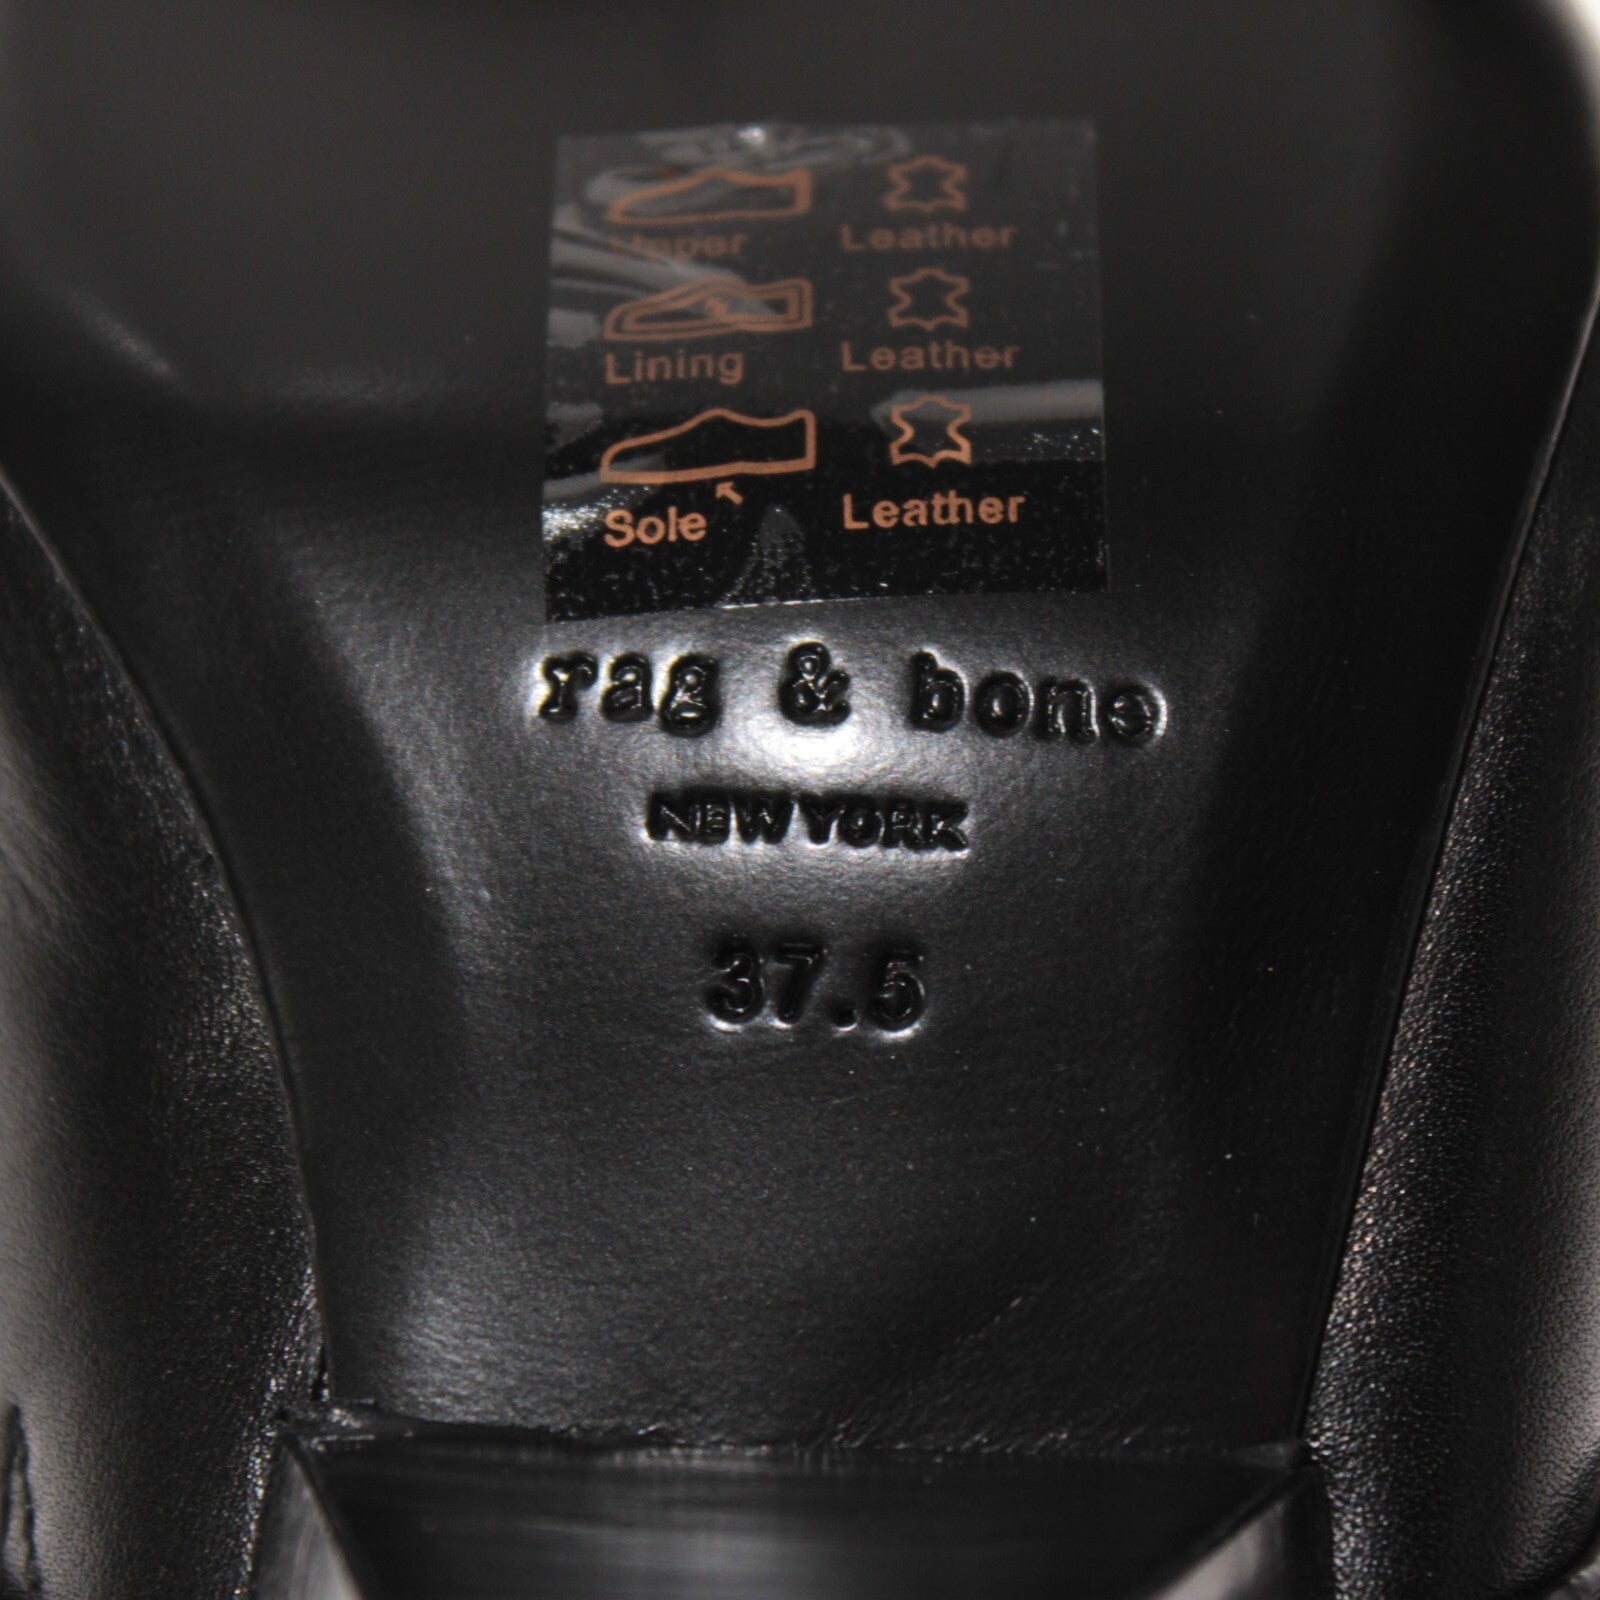 Upper Leather
Lining Leather
Sole Leather
rag & bone
NEW YORK
37.5